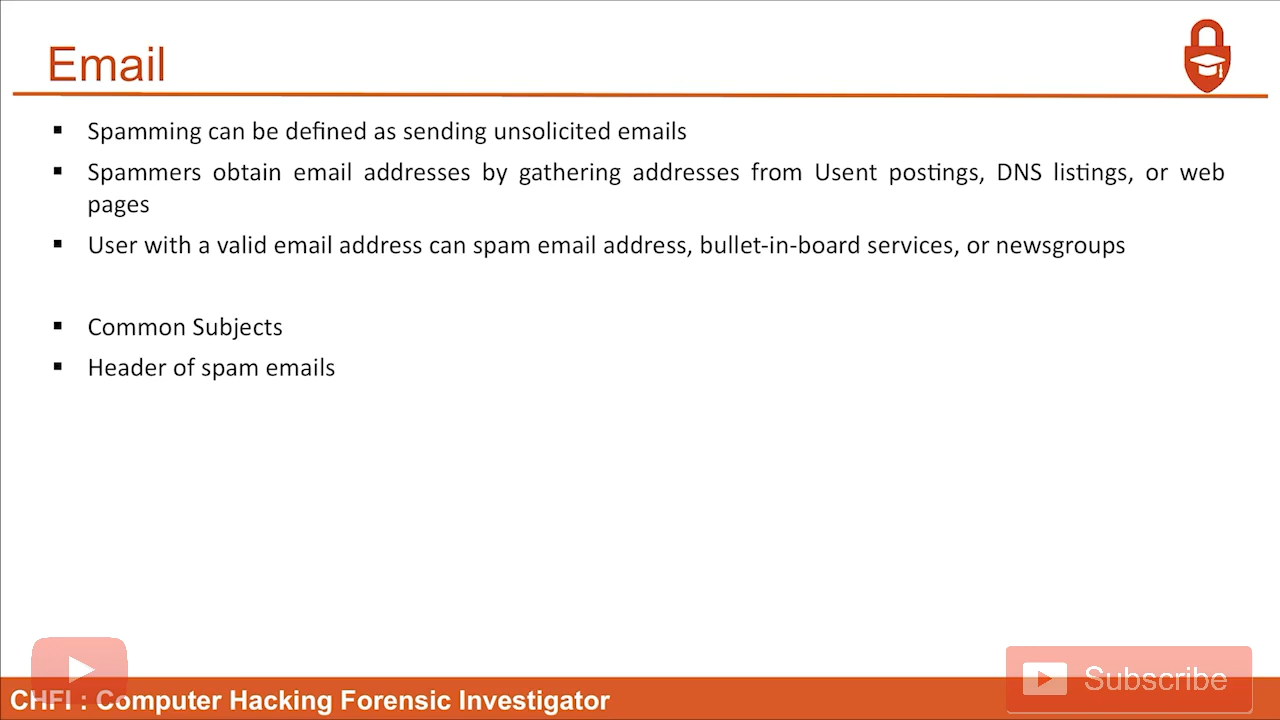 Email
Spamming can be defined as sending unsolicited emails
Spammers obtain email addresses by gathering addresses from Usent postings, DNS listings, or web
pages
User with a valid email address can spam email address, bullet-in-board services, or newsgroups
Common Subjects
Header of spam emails
CHFI : Computer Hacking Forensic Investigator
Subscribe